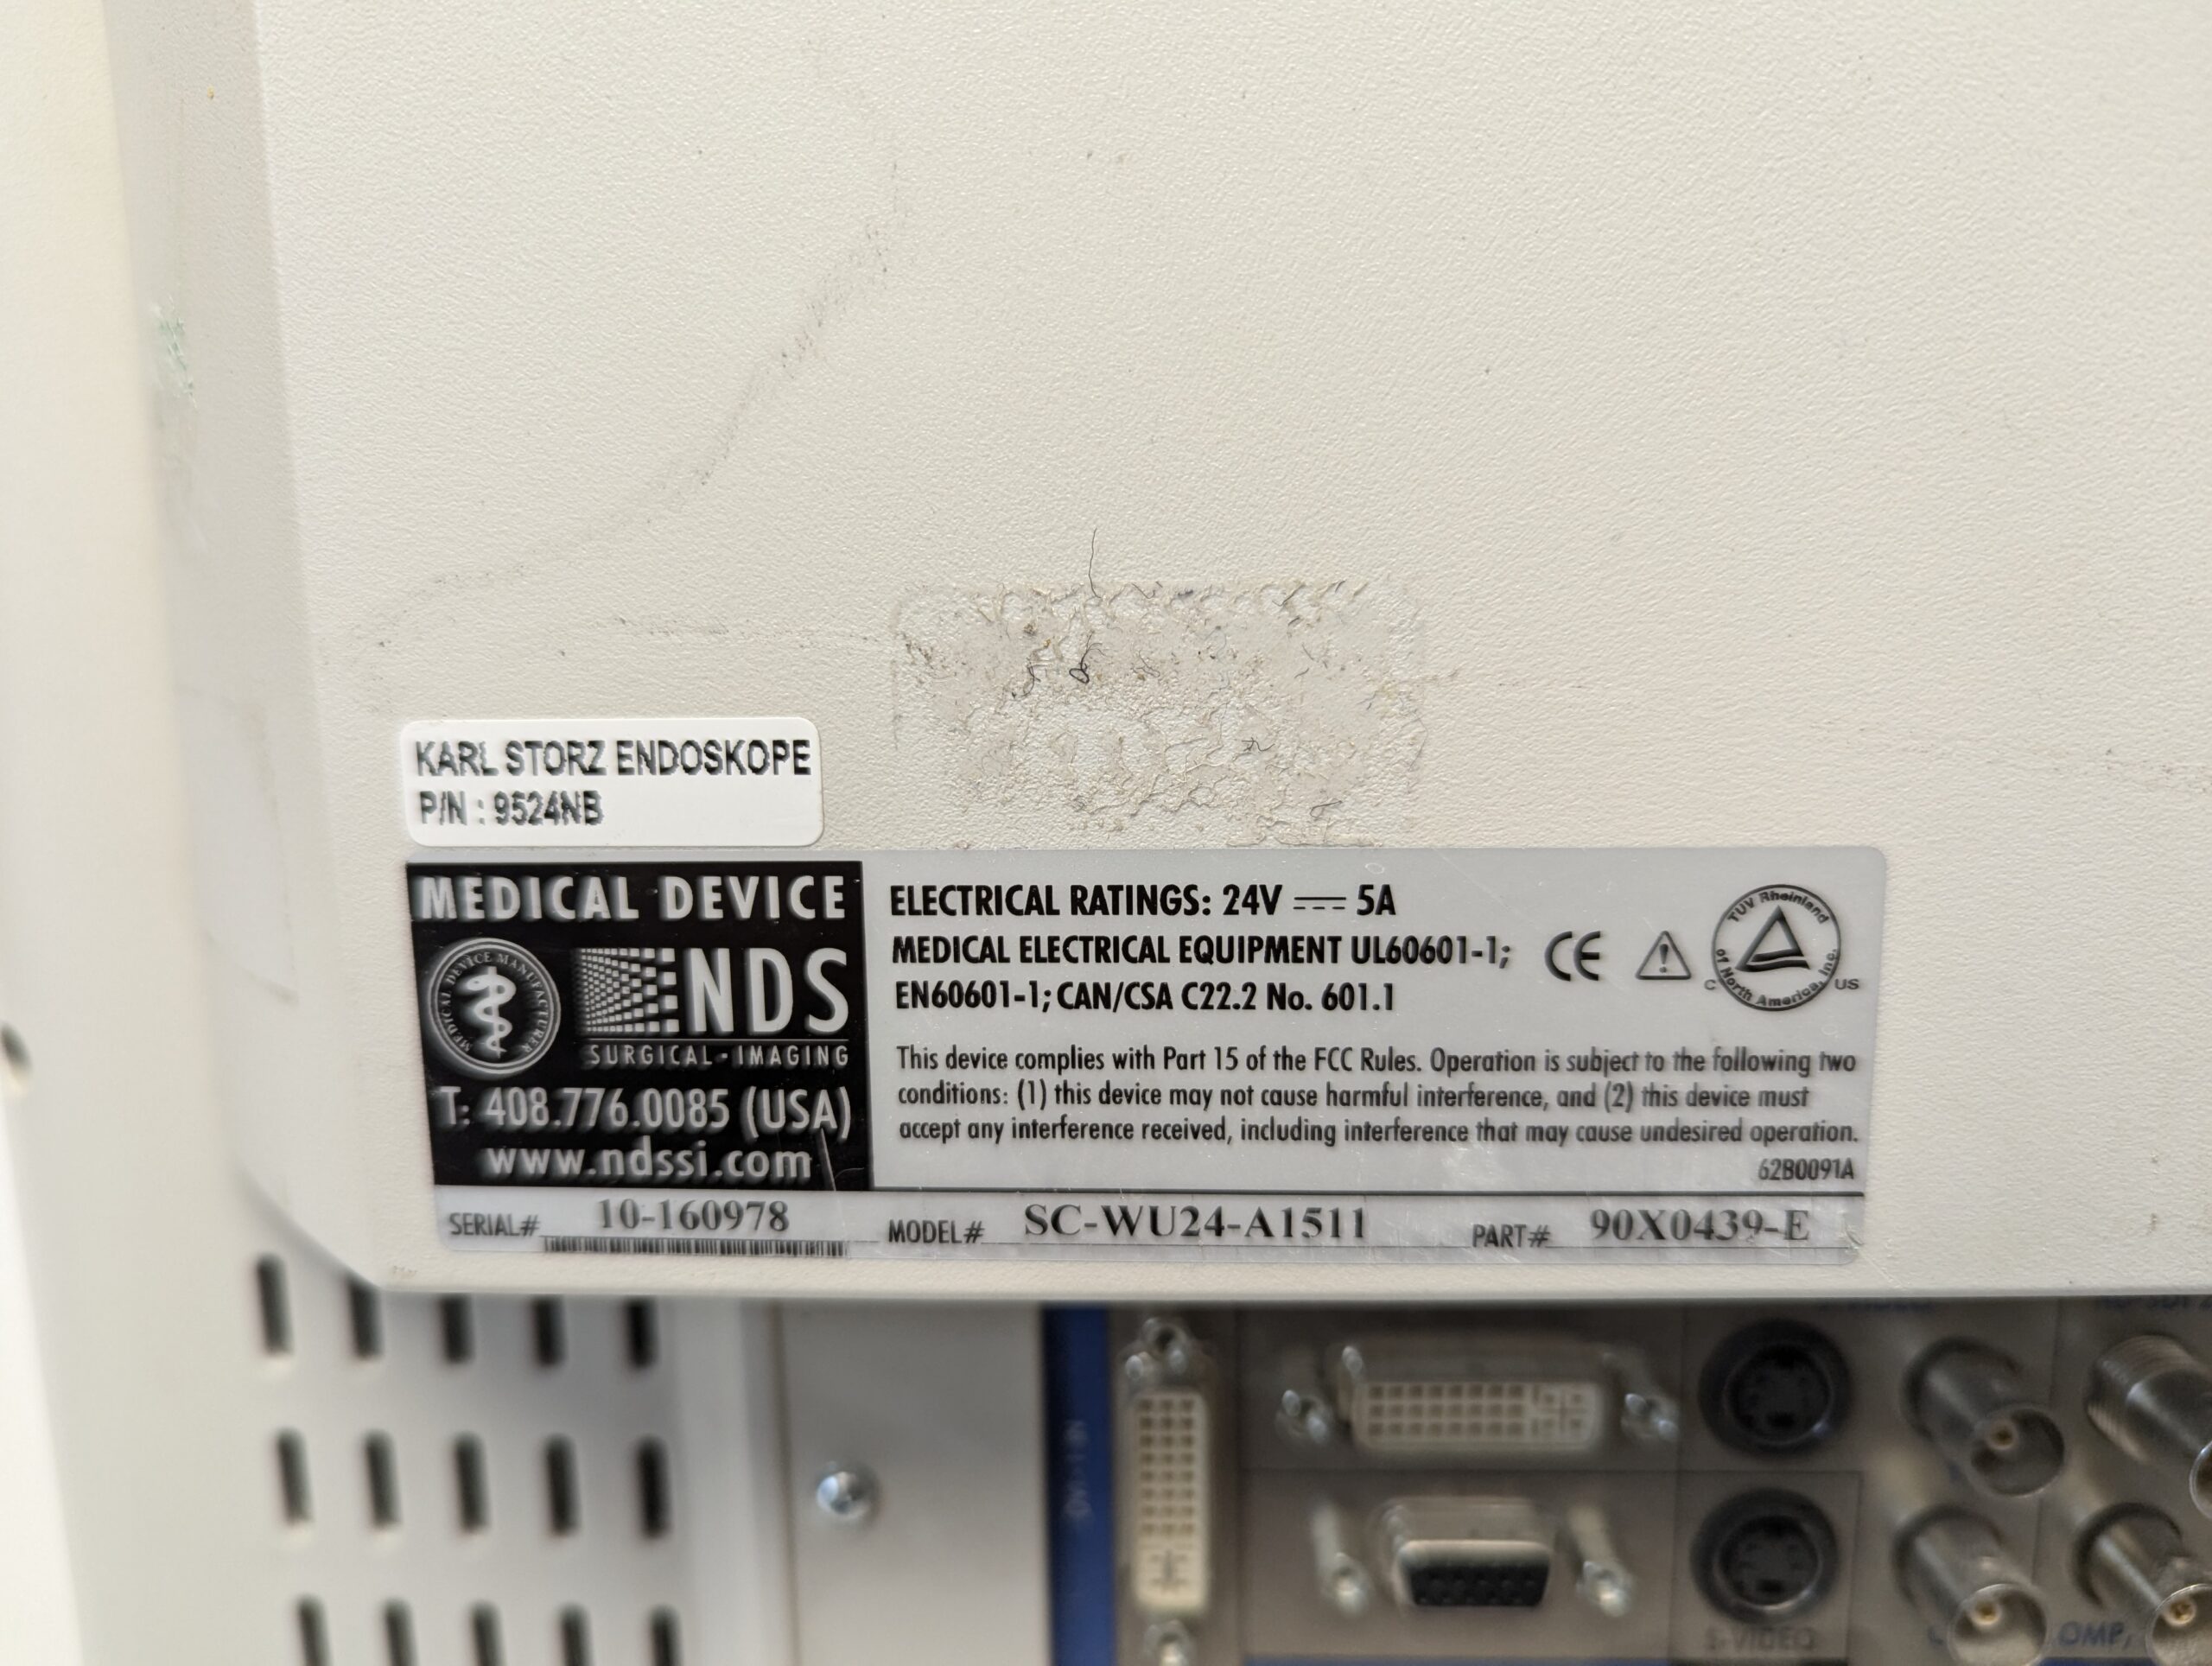 KARL STORZ ENDOSKOPE
P/N : 9524NB
MEDICAL DEVICE
MEDICAL DEVICE MANUFACTURER
NDS
SURGICAL-IMAGING
T: 408.776.0085 (USA)
www.ndssi.com
ELECTRICAL RATINGS: 24V ⎓ 5A
MEDICAL ELECTRICAL EQUIPMENT UL60601-1;
EN60601-1; CAN/CSA C22.2 No. 601.1
CE
TUV Rheinland
of North America, Inc.
C US
This device complies with Part 15 of the FCC Rules. Operation is subject to the following two
conditions: (1) this device may not cause harmful interference, and (2) this device must
accept any interference received, including interference that may cause undesired operation.
62B0091A
SERIAL# 10-160978 MODEL# SC-WU24-A1511 PART# 90X0439-E
S-VIDEO